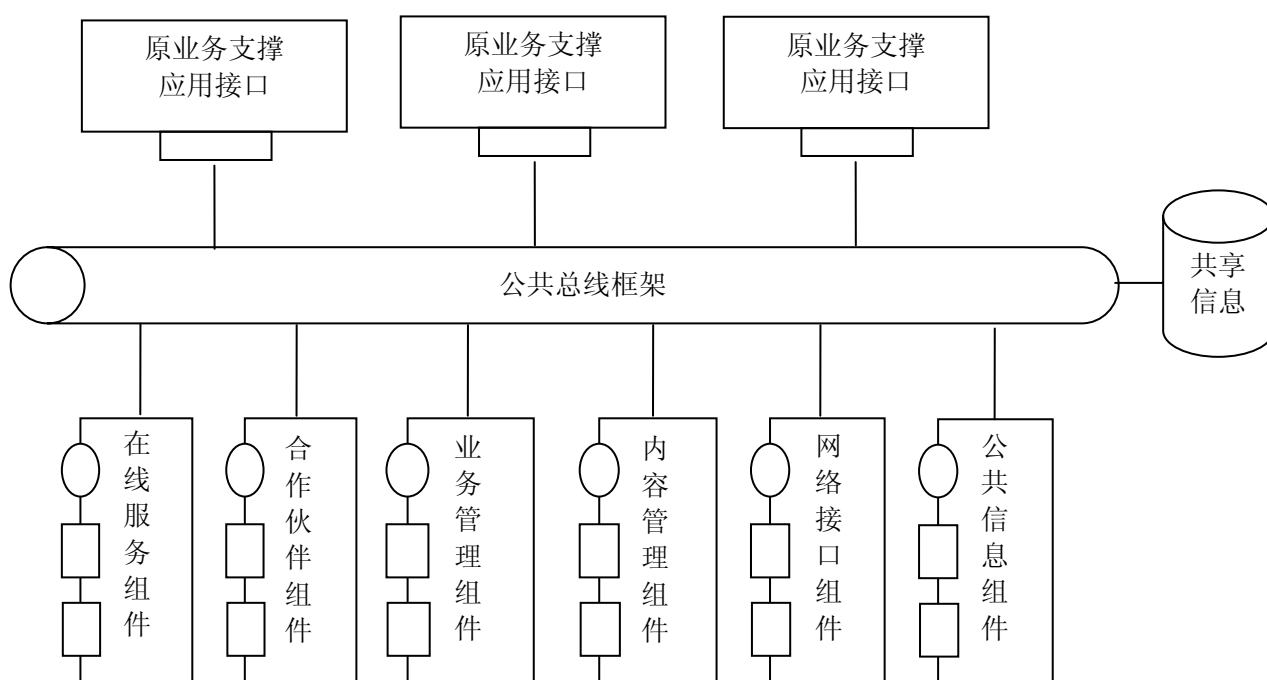 原业务支撑
应用接口
原业务支撑
应用接口
原业务支撑
应用接口
公共总线框架
共享
信息
在线服务组件
合作伙伴组件
业务管理组件
内容管理组件
网络接口组件
公共信息组件